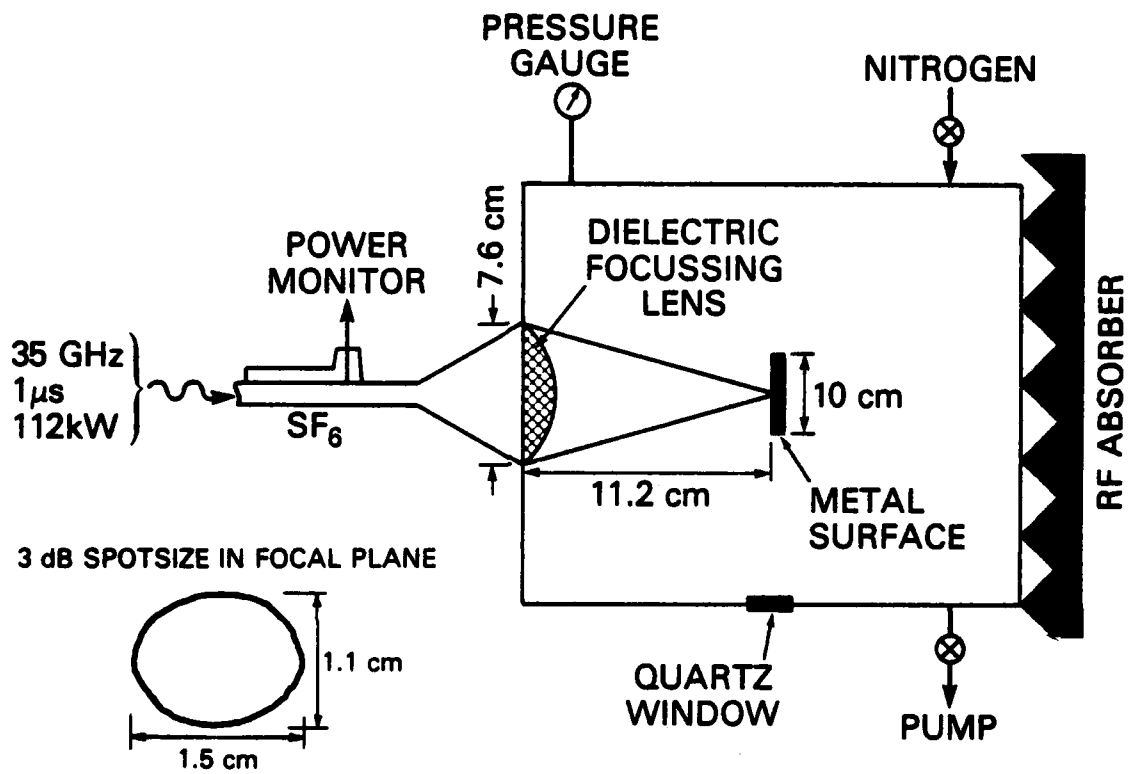 PRESSURE
GAUGE
NITROGEN
7.6 cm
DIELECTRIC
FOCUSSING
LENS
POWER
MONITOR
35 GHz
1μs
112kW
SF6
10 cm
11.2 cm
METAL
SURFACE
RF ABSORBER
3 dB SPOTSIZE IN FOCAL PLANE
1.1 cm
1.5 cm
QUARTZ
WINDOW
PUMP